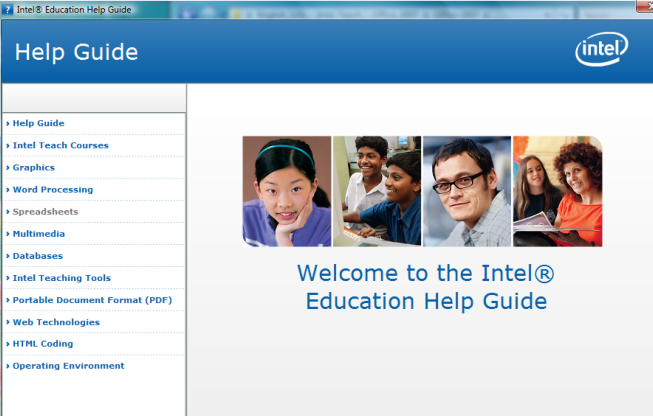 Intel® Education Help Guide
Help Guide
intel
Help Guide
Intel Teach Courses
Graphics
Word Processing
Spreadsheets
Multimedia
Databases
Intel Teaching Tools
Portable Document Format (PDF)
Web Technologies
HTML Coding
Operating Environment
Welcome to the Intel®
Education Help Guide